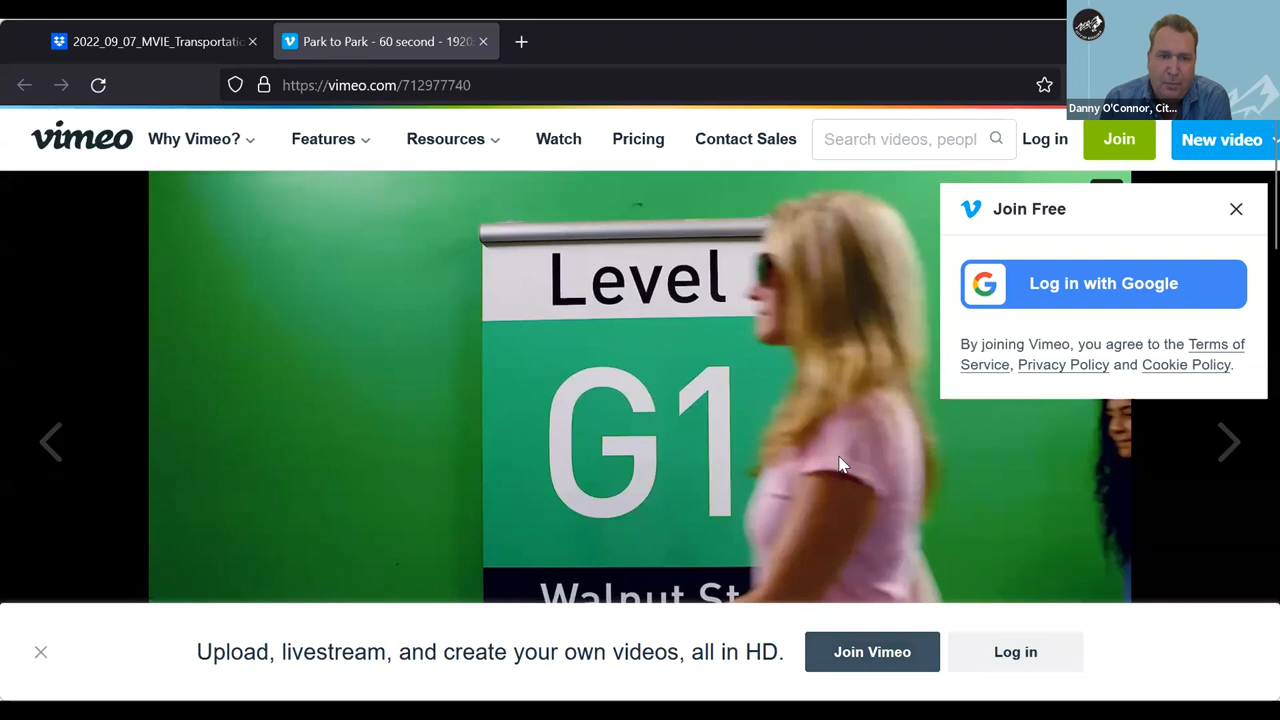 2022_09_07_MVIE_Transportatio
Park to Park - 60 second - 1920
https://vimeo.com/712977740
Danny O'Connor, Cit...
vimeo
Why Vimeo?
Features
Resources
Watch
Pricing
Contact Sales
Search videos, peopl
Log in
Join
New video
Join Free
Log in with Google
By joining Vimeo, you agree to the Terms of
Service, Privacy Policy and Cookie Policy.
Level
G1
Walnut St
Upload, livestream, and create your own videos, all in HD.
Join Vimeo
Log in